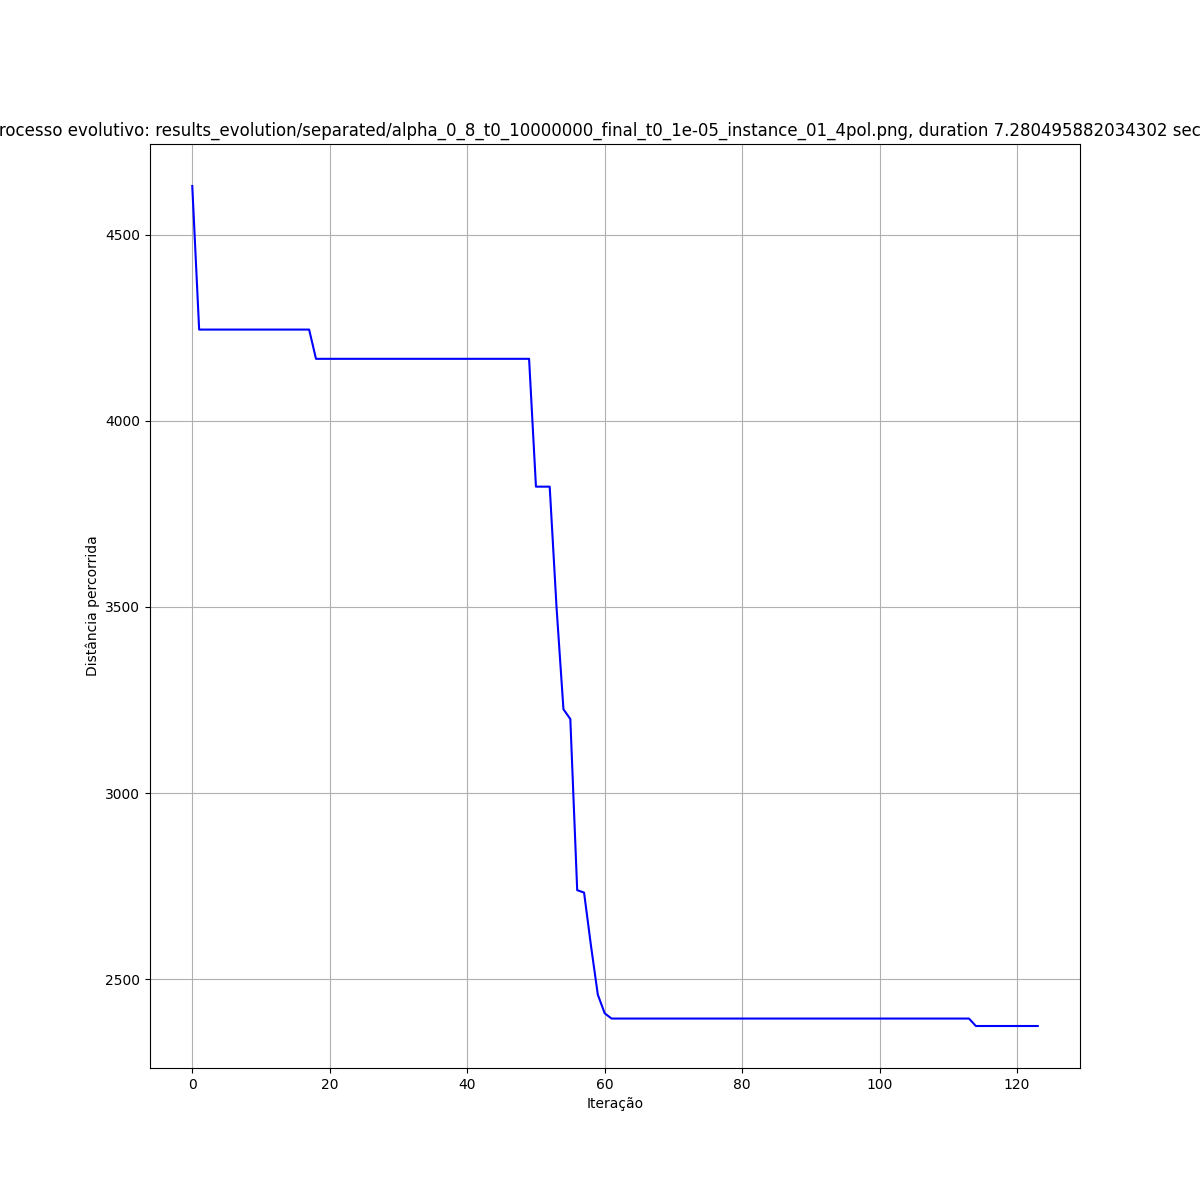 rocesso evolutivo: results_evolution/separated/alpha_0_8_t0_10000000_final_t0_1e-05_instance_01_4pol.png, duration 7.280495882034302 sec
4500
4000
3500
3000
2500
Distância percorrida
0 20 40 60 80 100 120
Iteração